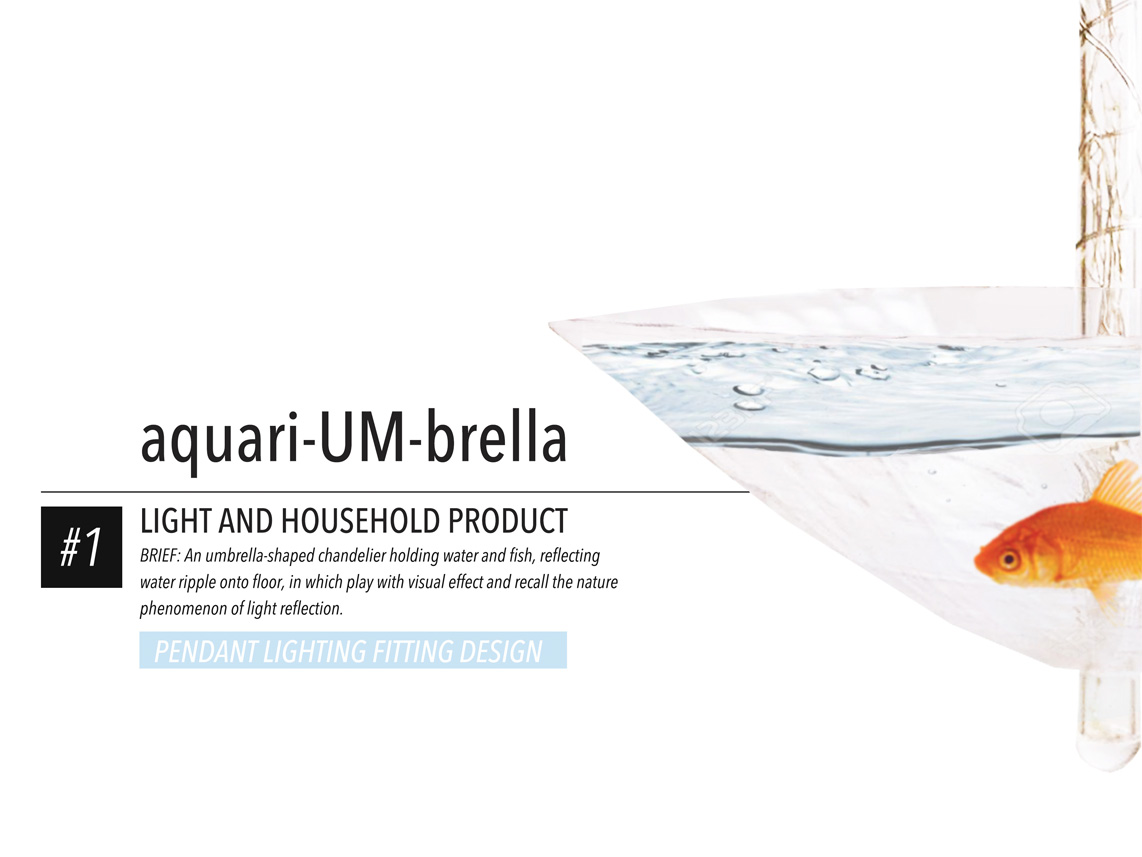 aquari-UM-brella
#1
LIGHT AND HOUSEHOLD PRODUCT
BRIEF: An umbrella-shaped chandelier holding water and fish, reflecting
water ripple onto floor, in which play with visual effect and recall the nature
phenomenon of light reflection.
PENDANT LIGHTING FITTING DESIGN